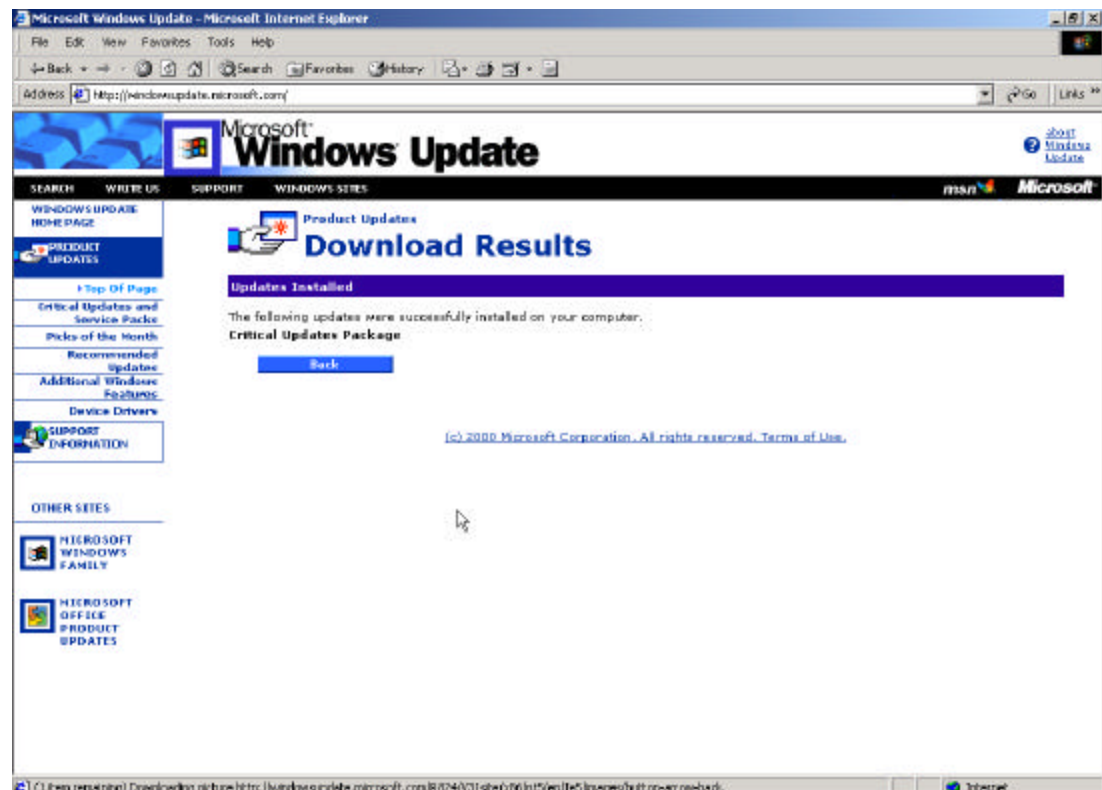 Microsoft Windows Update - Microsoft Internet Explorer
File Edit View Favorites Tools Help
Back Search Favorites History
Address http://windowsupdate.microsoft.com/ Go Links
Microsoft
Windows Update
about
Windows
Update
SEARCH WRITE US SUPPORT WINDOWS SITES msn Microsoft
WINDOWS UPDATE
HOME PAGE
PRODUCT
UPDATES
Top Of Page
Critical Updates and
Service Packs
Picks of the Month
Recommended
Updates
Additional Windows
Features
Device Drivers
SUPPORT
INFORMATION
OTHER SITES
MICROSOFT
WINDOWS
FAMILY
MICROSOFT
OFFICE
PRODUCT
UPDATES
Product Updates
Download Results
Updates Installed
The following updates were successfully installed on your computer.
Critical Updates Package
Back
(c) 2000 Microsoft Corporation. All rights reserved. Terms of Use.
(1 item remaining) Downloading picture Internet